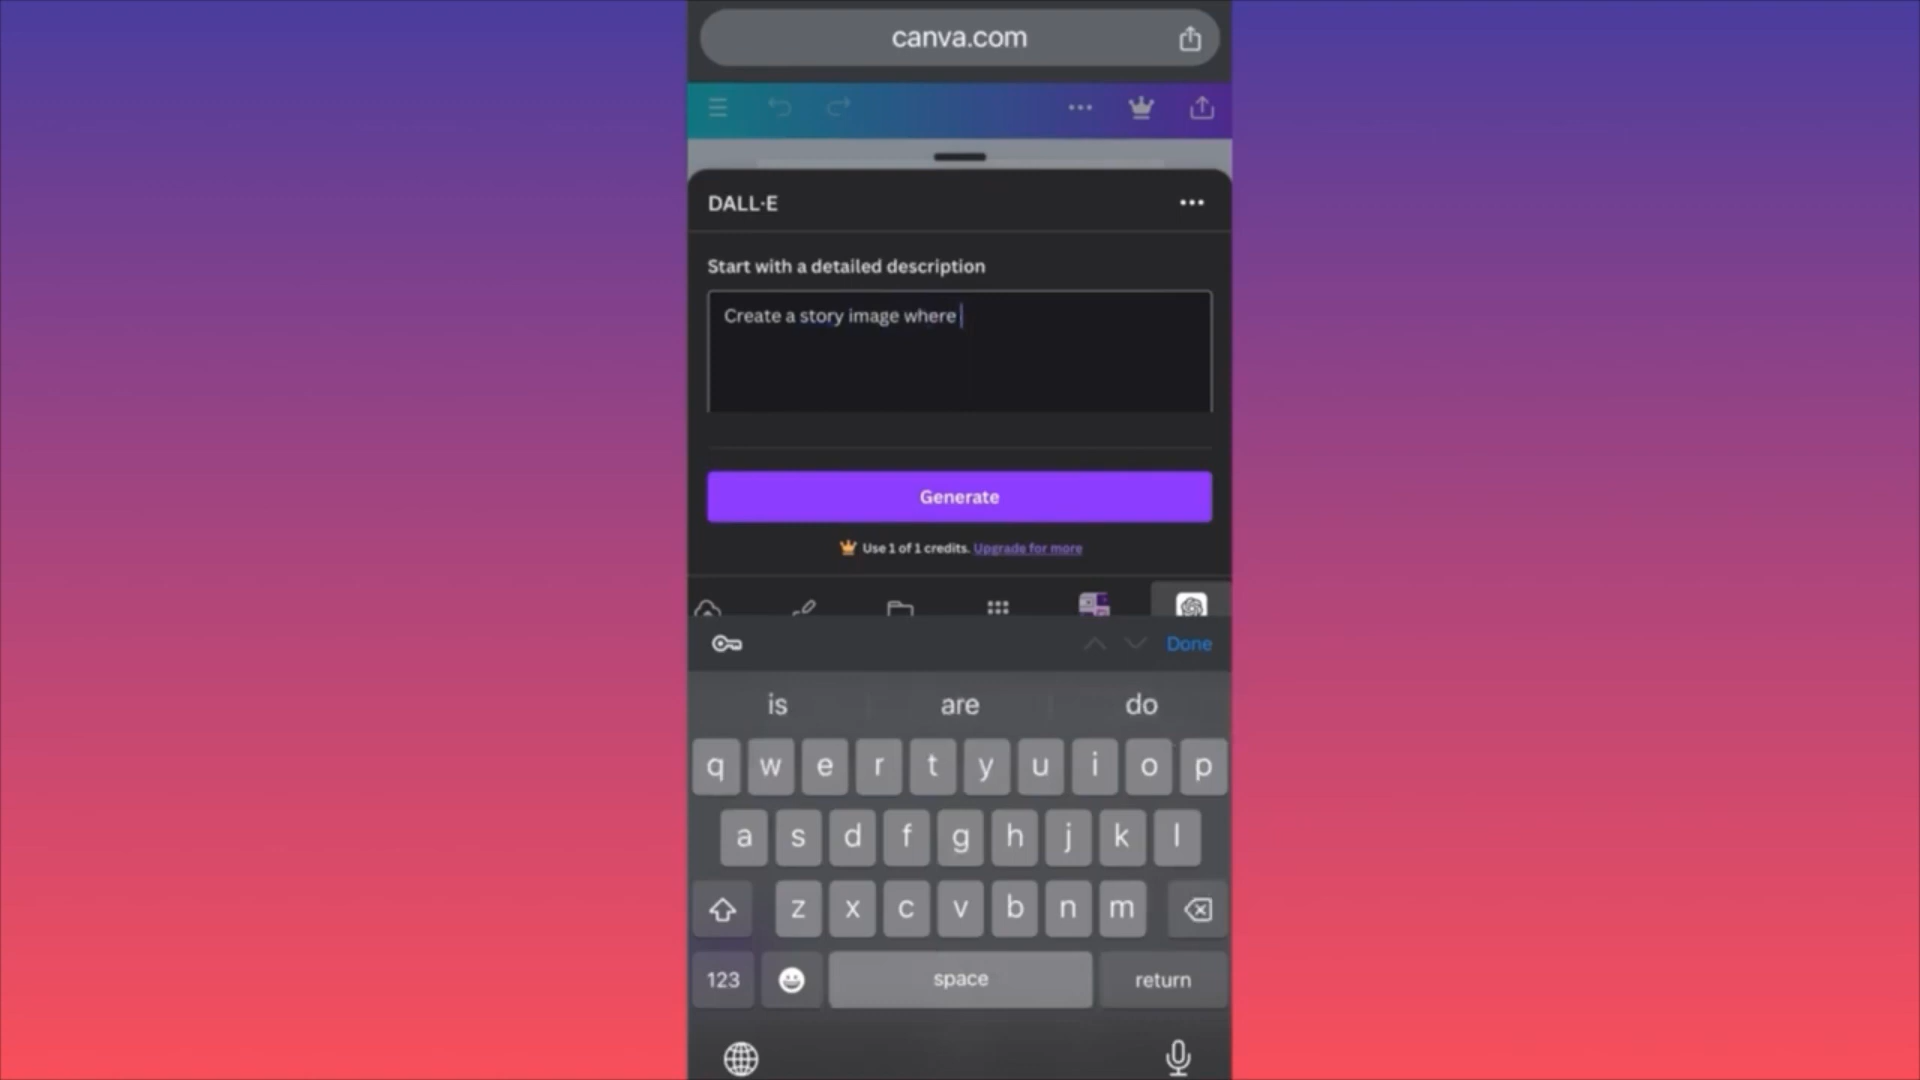 canva.com
DALL·E
Start with a detailed description
Create a story image where
Generate
Use 1 of 1 credits. Upgrade for more
Done
is are do
q w e r t y u i o p
a s d f g h j k l
z x c v b n m
123 space return